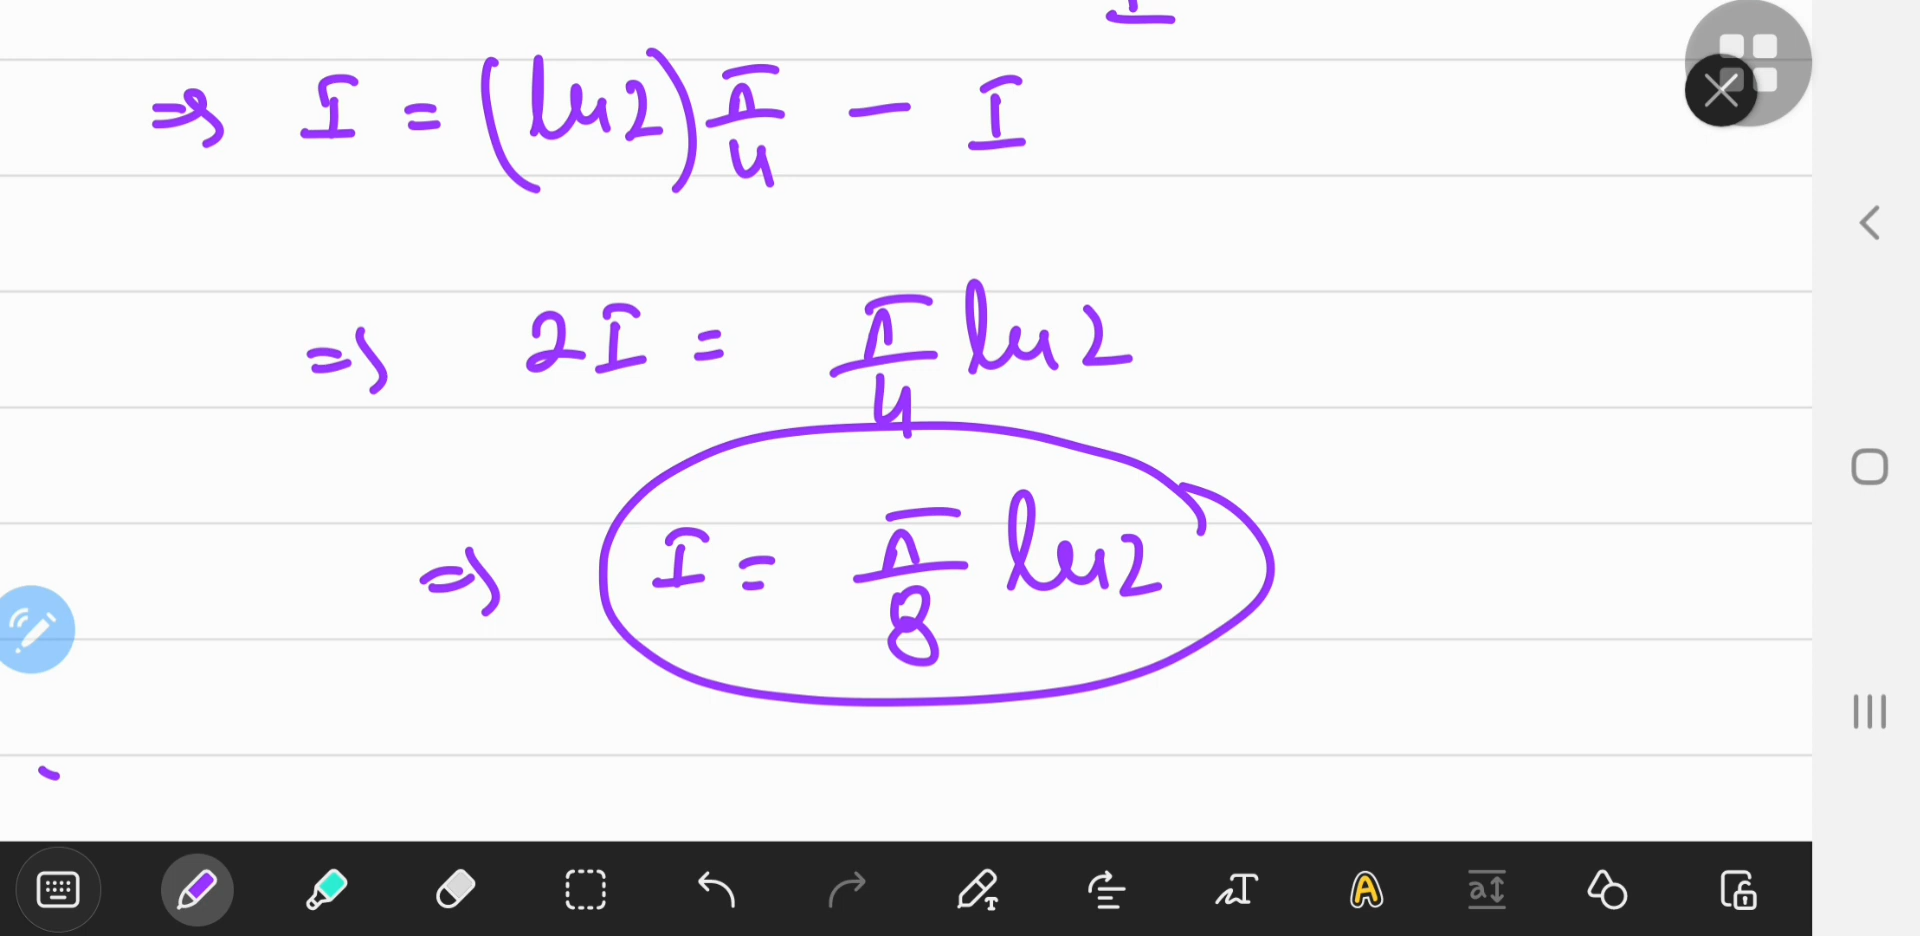 ⇒ I = (ln2) π/4 − I
⇒ 2I = π/4 ln2
⇒ I = π/8 ln2